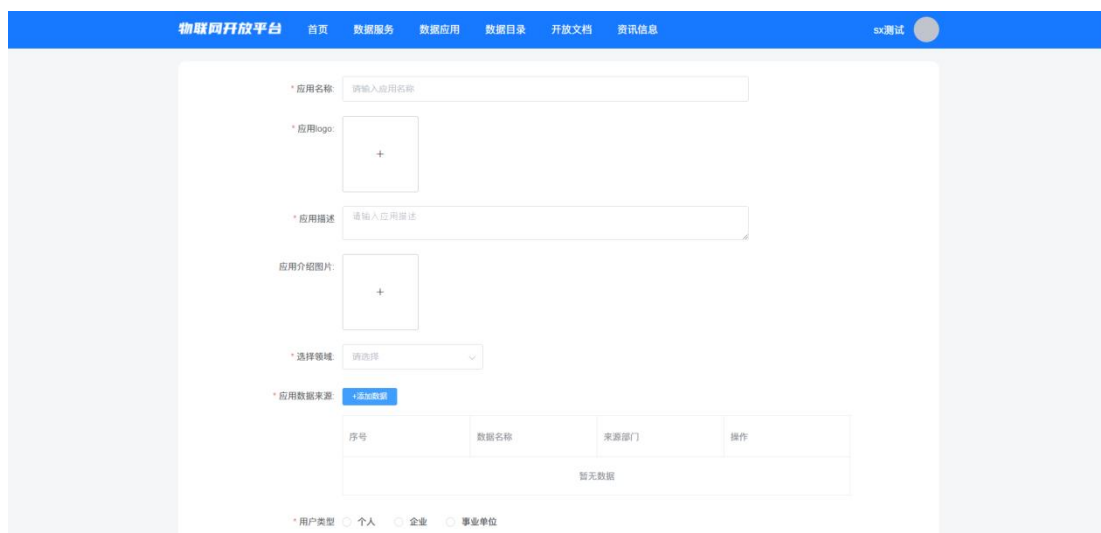 物联网开放平台 首页 数据服务 数据应用 数据目录 开放文档 资讯信息 sx测试
* 应用名称: 请输入应用名称
* 应用logo:
+
* 应用描述 请输入应用描述
应用介绍图片:
+
* 选择领域: 请选择
* 应用数据来源: +添加数据
序号 数据名称 来源部门 操作
暂无数据
* 用户类型 个人 企业 事业单位